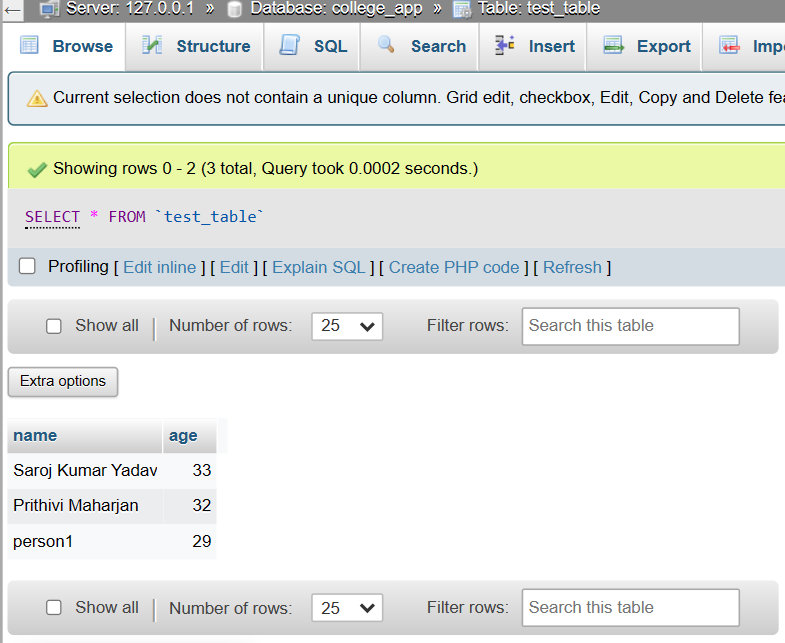 Server: 127.0.0.1 » Database: college_app » Table: test_table
Browse Structure SQL Search Insert Export Impo
Current selection does not contain a unique column. Grid edit, checkbox, Edit, Copy and Delete fea
Showing rows 0 - 2 (3 total, Query took 0.0002 seconds.)
SELECT * FROM `test_table`
Profiling [ Edit inline ] [ Edit ] [ Explain SQL ] [ Create PHP code ] [ Refresh ]
Show all | Number of rows: 25 Filter rows: Search this table
Extra options
name age
Saroj Kumar Yadav 33
Prithivi Maharjan 32
person1 29
Show all | Number of rows: 25 Filter rows: Search this table